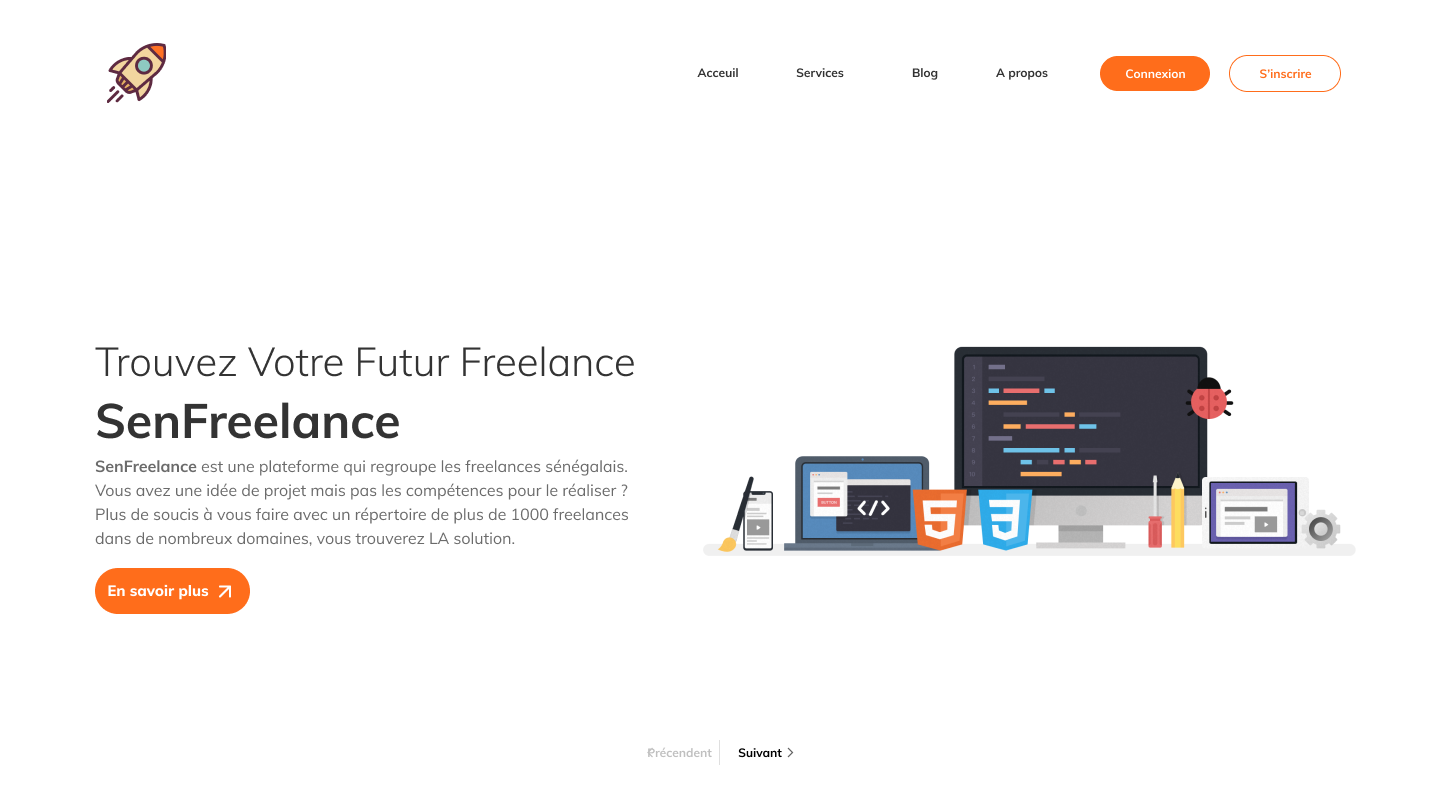 Acceuil Services Blog A propos Connexion S'inscrire
Trouvez Votre Futur Freelance
SenFreelance
SenFreelance est une plateforme qui regroupe les freelances sénégalais.
Vous avez une idée de projet mais pas les compétences pour le réaliser ?
Plus de soucis à vous faire avec un répertoire de plus de 1000 freelances
dans de nombreux domaines, vous trouverez LA solution.
En savoir plus
Précendent Suivant